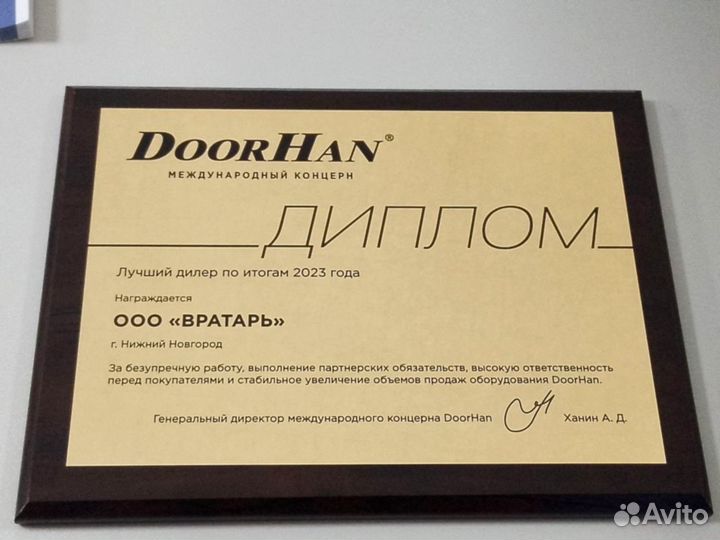 DOORHAN®
МЕЖДУНАРОДНЫЙ КОНЦЕРН
ДИПЛОМ
Лучший дилер по итогам 2023 года
Награждается
ООО «ВРАТАРЬ»
г. Нижний Новгород
За безупречную работу, выполнение партнерских обязательств, высокую ответственность
перед покупателями и стабильное увеличение объемов продаж оборудования DoorHan.
Генеральный директор международного концерна DoorHan Ханин А. Д.
Avito